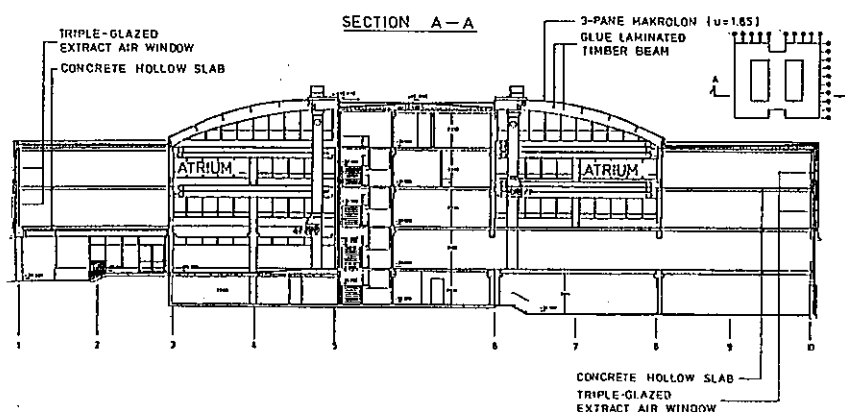 SECTION A-A
TRIPLE-GLAZED
EXTRACT AIR WINDOW
CONCRETE HOLLOW SLAB
3-PANE MAKROLON (u=1.65)
GLUE LAMINATED
TIMBER BEAM
A
ATRIUM
ATRIUM
1 2 3 4 5 6 7 8 9 10
CONCRETE HOLLOW SLAB
TRIPLE-GLAZED
EXTRACT AIR WINDOW